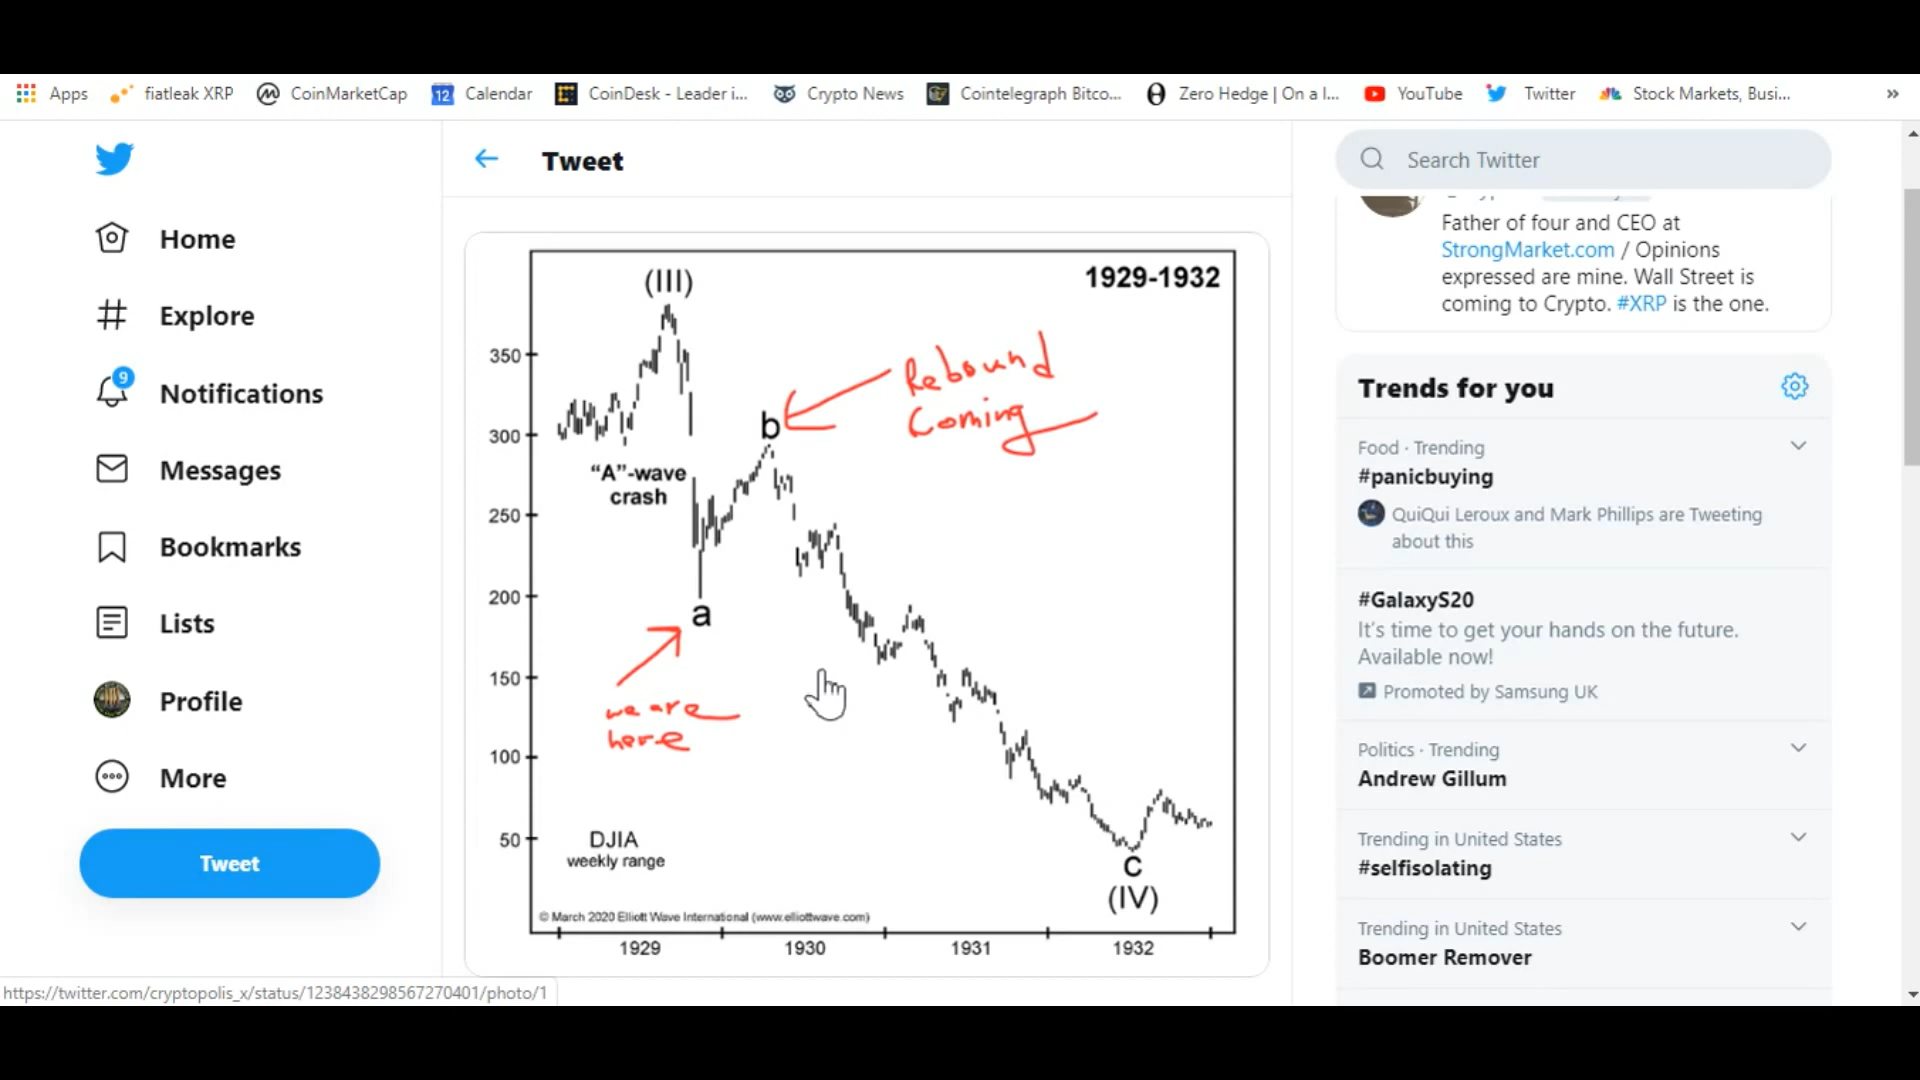 Apps
fiatleak XRP
CoinMarketCap
12
Calendar
CoinDesk - Leader i...
Crypto News
Cointelegraph Bitco...
Zero Hedge | On a l...
YouTube
Twitter
Stock Markets, Busi...
»
Home
Explore
9
Notifications
Messages
Bookmarks
Lists
Profile
More
Tweet
Tweet
(III)
1929-1932
350
300
250
200
150
100
50
Rebound
Coming
b
"A"-wave
crash
a
we are
here
DJIA
weekly range
C
(IV)
© March 2020 Elliott Wave International (www.elliottwave.com)
1929
1930
1931
1932
https://twitter.com/cryptopolis_x/status/1238438298567270401/photo/1
Search Twitter
Father of four and CEO at
StrongMarket.com / Opinions
expressed are mine. Wall Street is
coming to Crypto. #XRP is the one.
Trends for you
Food · Trending
#panicbuying
QuiQui Leroux and Mark Phillips are Tweeting
about this
#GalaxyS20
It's time to get your hands on the future.
Available now!
Promoted by Samsung UK
Politics · Trending
Andrew Gillum
Trending in United States
#selfisolating
Trending in United States
Boomer Remover